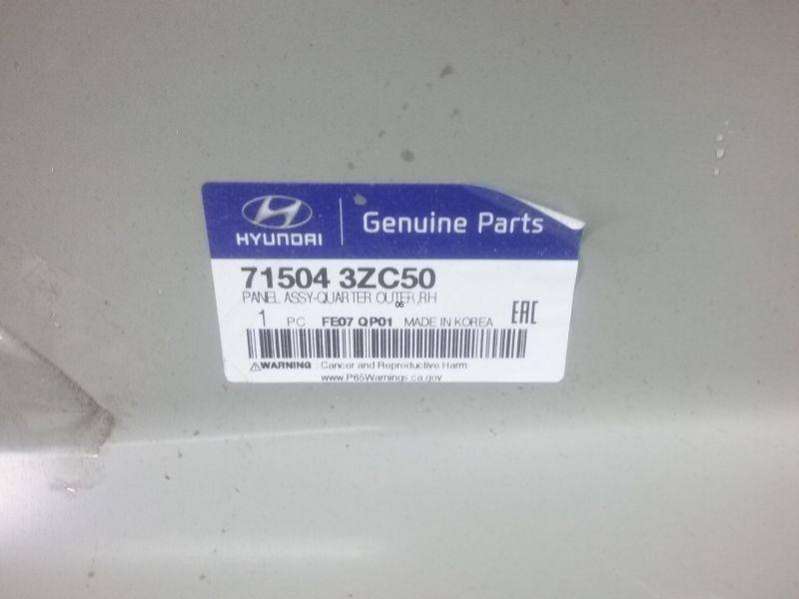 HYUNDAI
Genuine Parts
71504 3ZC50
PANEL ASSY-QUARTER OUTER,RH
06
1 PC FE07 QP01 MADE IN KOREA
EAC
WARNING : Cancer and Reproductive Harm
www.P65Warnings.ca.gov